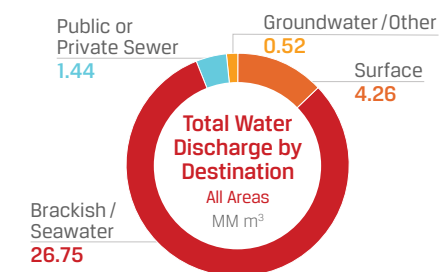 Public or
Private Sewer
1.44
Groundwater/Other
0.52
Surface
4.26
Total Water
Discharge by
Destination
All Areas
MM m³
Brackish/
Seawater
26.75